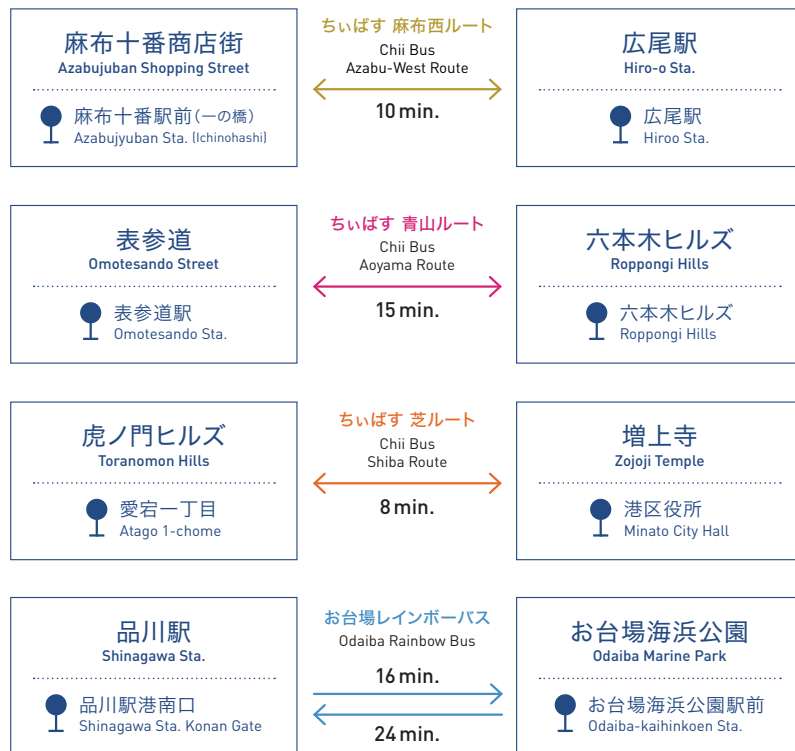 麻布十番商店街
Azabujuban Shopping Street
麻布十番駅前(一の橋)
Azabujyuban Sta. (Ichinohashi)
ちぃばす 麻布西ルート
Chii Bus
Azabu-West Route
10 min.
広尾駅
Hiro-o Sta.
広尾駅
Hiroo Sta.
表参道
Omotesando Street
表参道駅
Omotesando Sta.
ちぃばす 青山ルート
Chii Bus
Aoyama Route
15 min.
六本木ヒルズ
Roppongi Hills
六本木ヒルズ
Roppongi Hills
虎ノ門ヒルズ
Toranomon Hills
愛宕一丁目
Atago 1-chome
ちぃばす 芝ルート
Chii Bus
Shiba Route
8 min.
増上寺
Zojoji Temple
港区役所
Minato City Hall
品川駅
Shinagawa Sta.
品川駅港南口
Shinagawa Sta. Konan Gate
お台場レインボーバス
Odaiba Rainbow Bus
16 min.
24 min.
お台場海浜公園
Odaiba Marine Park
お台場海浜公園駅前
Odaiba-kaihinkoen Sta.